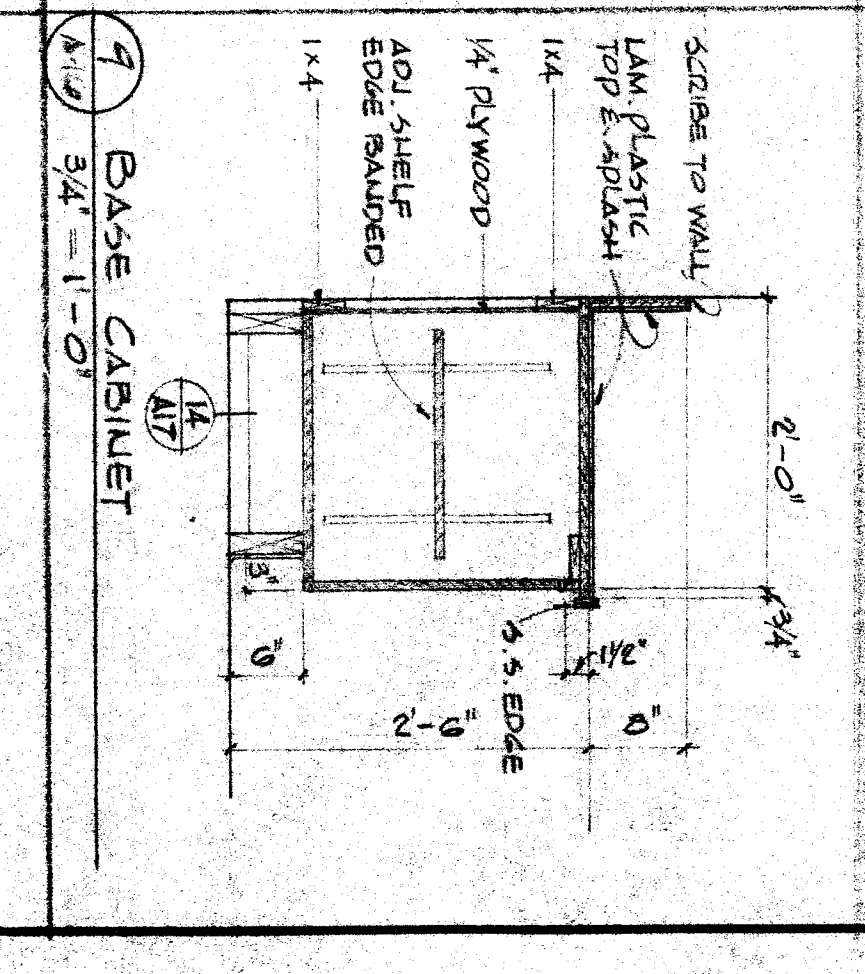 SCRIBE TO WALL
LAM. PLASTIC
TOP & SPLASH
1x4
1/4" PLYWOOD
ADJ. SHELF
EDGE BANDED
1x4
2'-0"
3/4"
8"
1 1/2"
2'-6"
S.S. EDGE
3"
6"
14
A17
9
BASE CABINET
3/4" = 1'-0"